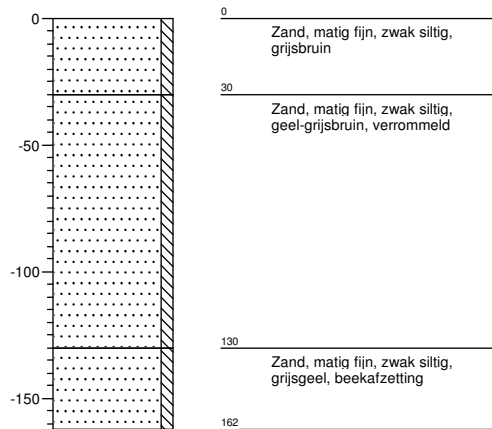 0
0
Zand, matig fijn, zwak siltig,
grijsbruin
30
Zand, matig fijn, zwak siltig,
geel-grijsbruin, verrommeld
-50
-100
130
Zand, matig fijn, zwak siltig,
grijsgeel, beekafzetting
-150
162